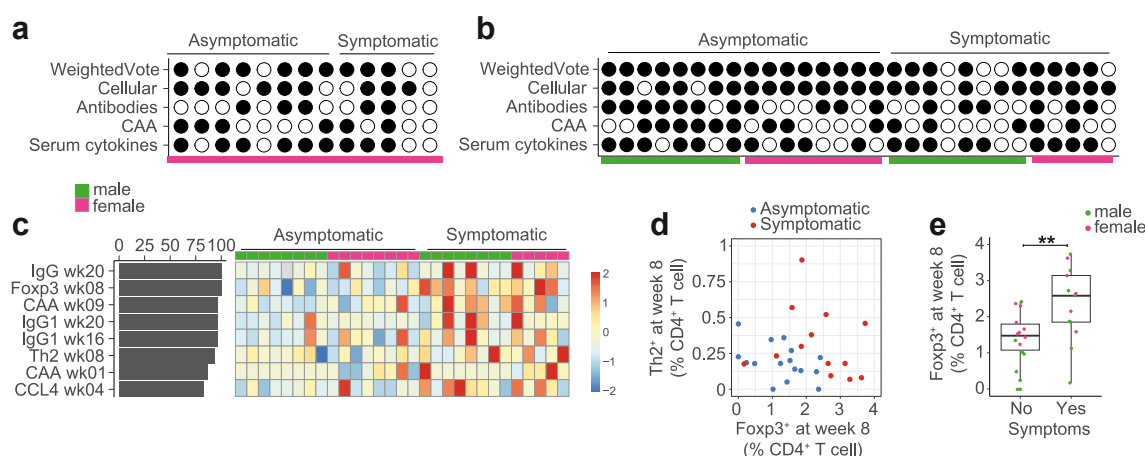 a
Asymptomatic Symptomatic
WeightedVote
Cellular
Antibodies
CAA
Serum cytokines
b
Asymptomatic Symptomatic
WeightedVote
Cellular
Antibodies
CAA
Serum cytokines
male
female
c
0 25 50 75 100
Asymptomatic Symptomatic
IgG wk20
Foxp3 wk08
CAA wk09
IgG1 wk20
IgG1 wk16
Th2 wk08
CAA wk01
CCL4 wk04
2
1
0
−1
−2
d
Asymptomatic
Symptomatic
1
0.75
0.5
0.25
0
0 1 2 3 4
Th2⁺ at week 8
(% CD4⁺ T cell)
Foxp3⁺ at week 8
(% CD4⁺ T cell)
e
male
female
**
4
3
2
1
0
Foxp3⁺ at week 8
(% CD4⁺ T cell)
No Yes
Symptoms